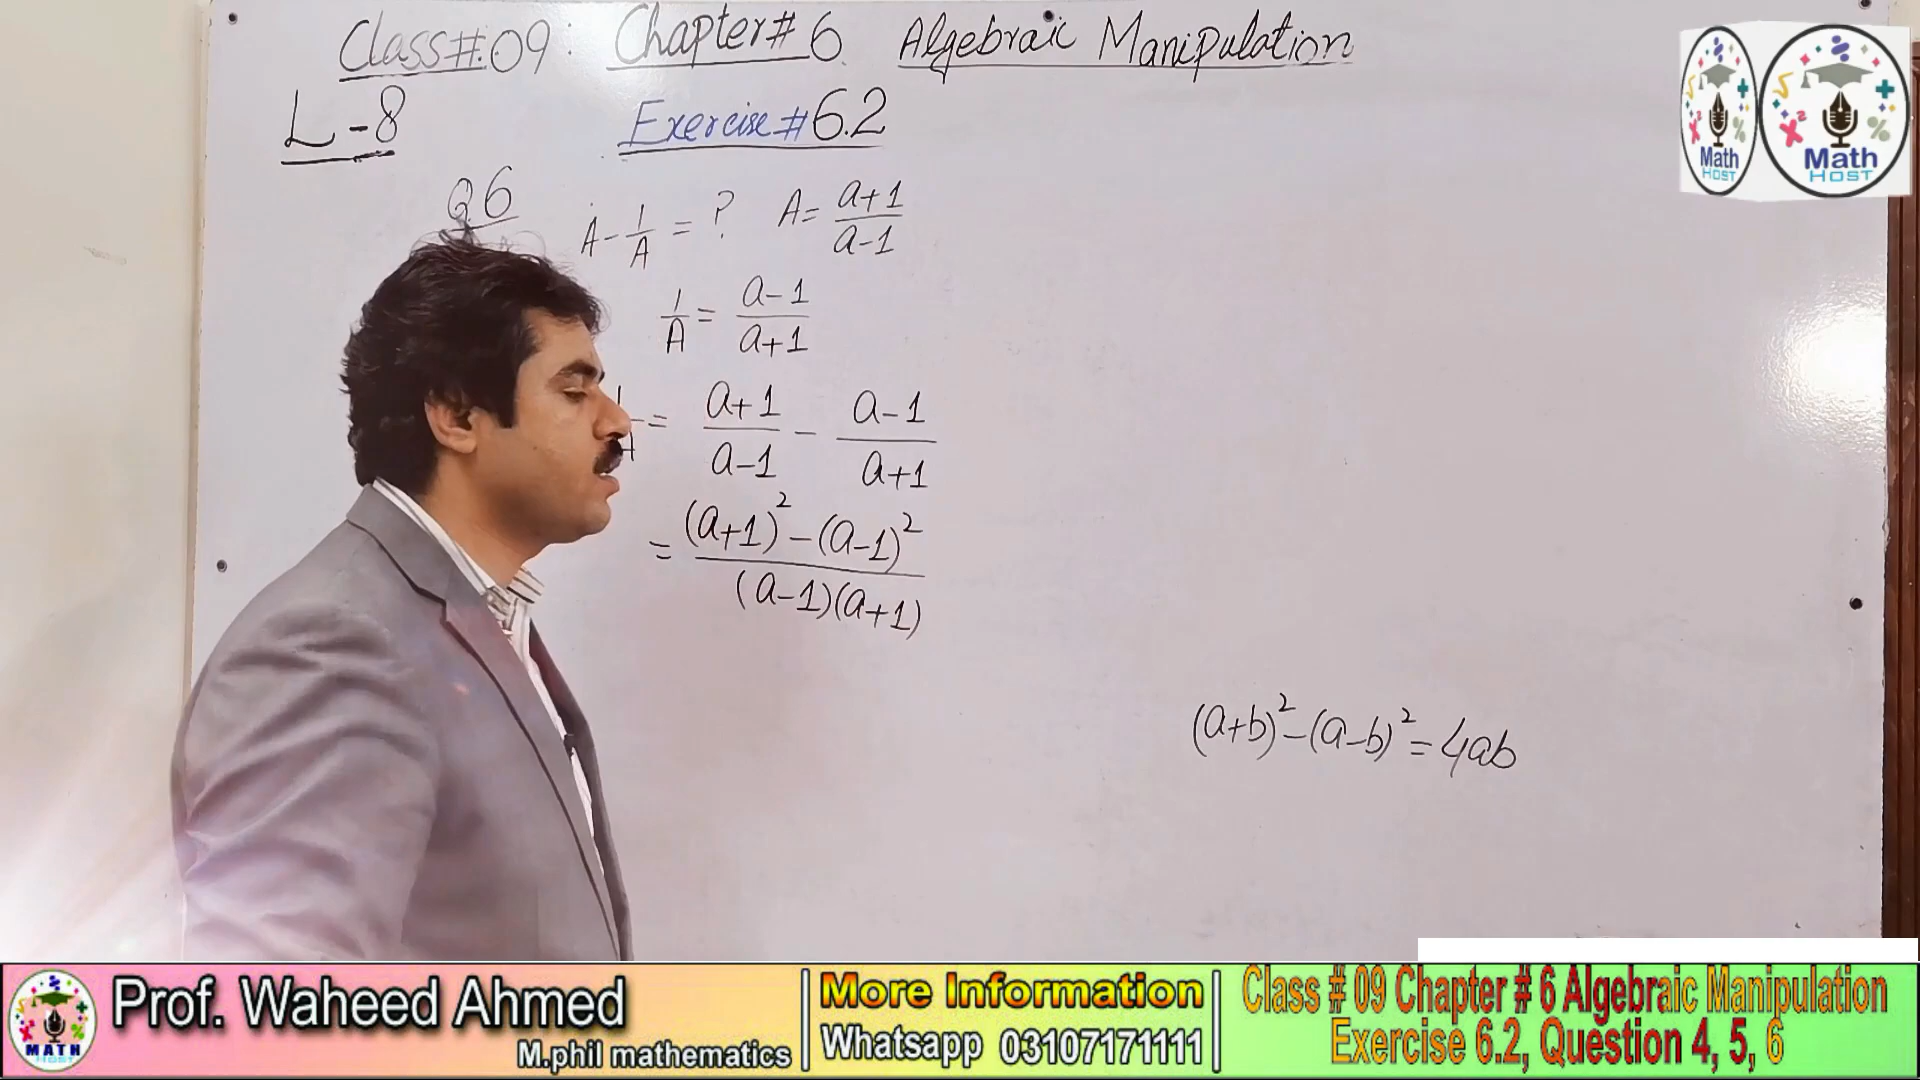 Class#.09: Chapter# 6 Algebraic Manipulation
L-8 Exercise#6.2
Q6 A - 1/A = ? A = a+1/a-1
1/A = a-1/a+1
= a+1/a-1 - a-1/a+1
= (a+1)² - (a-1)² / (a-1)(a+1)
(a+b)² - (a-b)² = 4ab
Math
HOST
Math
HOST
MATH
HOST
Prof. Waheed Ahmed
M.phil mathematics
More Information
Whatsapp 03107171111
Class # 09 Chapter # 6 Algebraic Manipulation
Exercise 6.2, Question 4, 5, 6